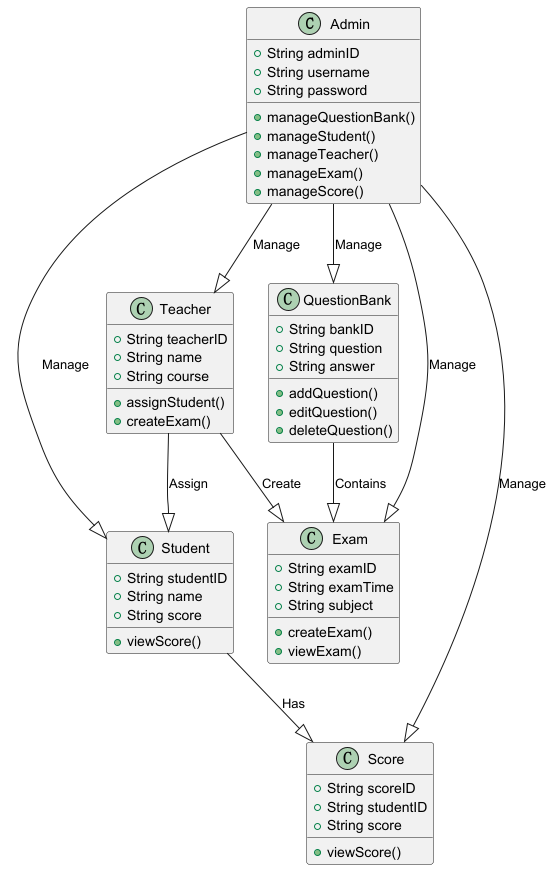 C Admin
String adminID
String username
String password
manageQuestionBank()
manageStudent()
manageTeacher()
manageExam()
manageScore()
Manage
Manage
C Teacher
String teacherID
String name
String course
assignStudent()
createExam()
C QuestionBank
String bankID
String question
String answer
addQuestion()
editQuestion()
deleteQuestion()
Manage
Manage
Assign
Create
Contains
Manage
C Student
String studentID
String name
String score
viewScore()
C Exam
String examID
String examTime
String subject
createExam()
viewExam()
Has
C Score
String scoreID
String studentID
String score
viewScore()